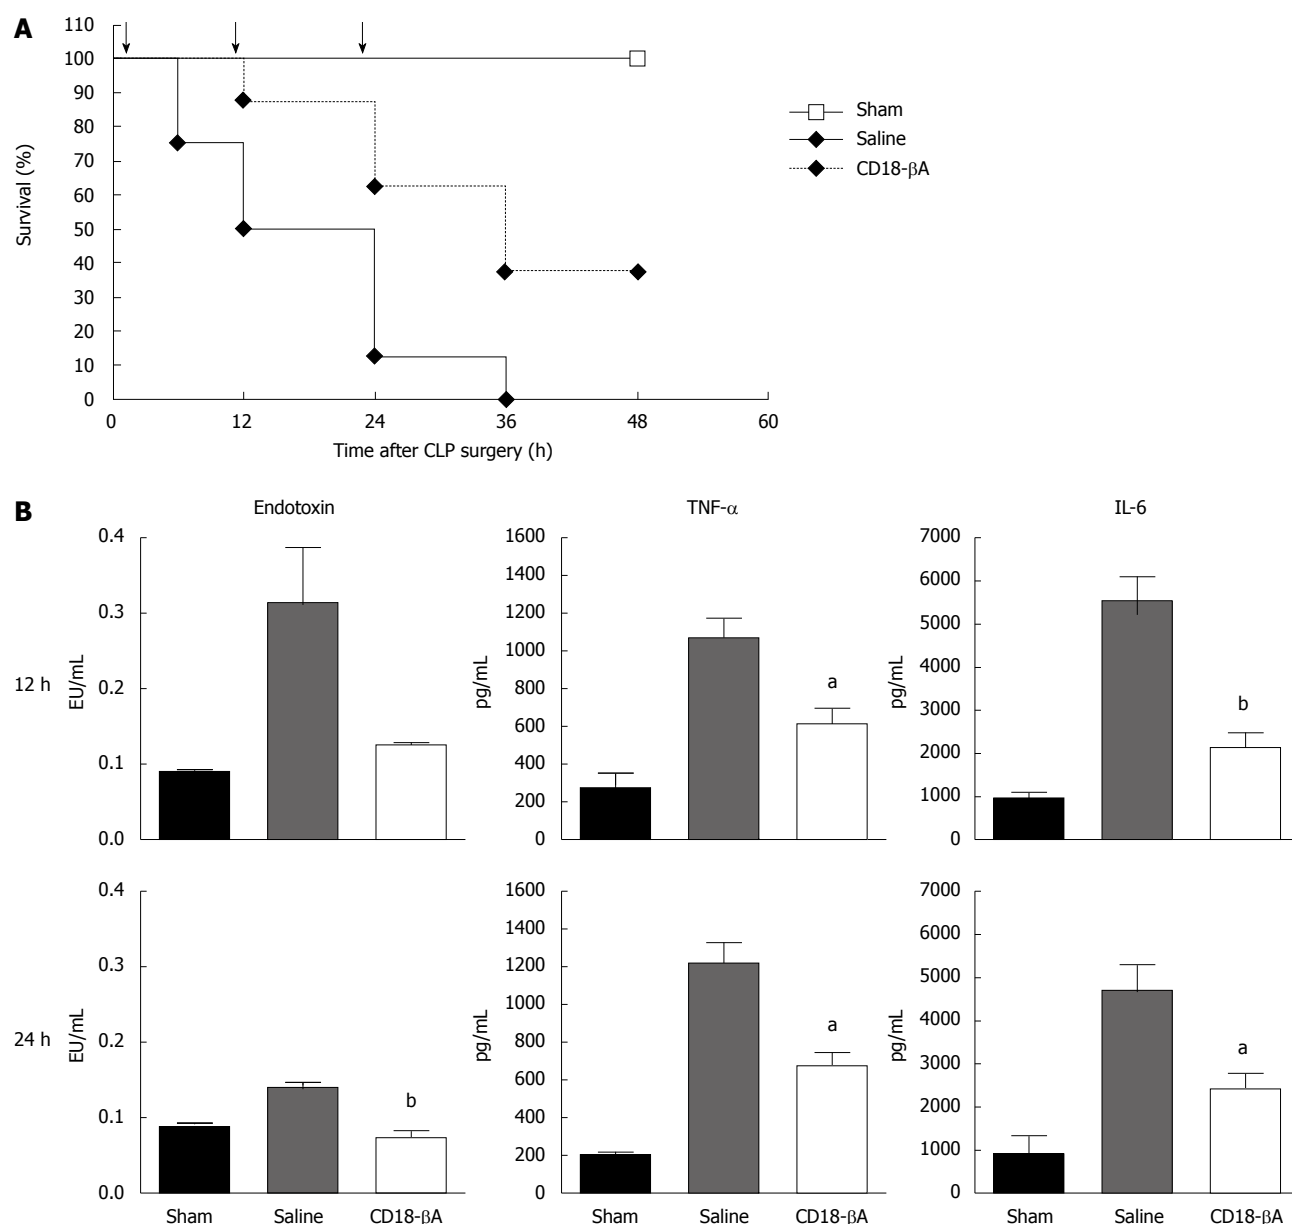 A
100
90
80
70
60
50
40
30
20
10
0
Survival (%)
0 12 24 36 48 60
Time after CLP surgery (h)
Sham
Saline
CD18-βA
B
Endotoxin TNF-α IL-6
12 h
EU/mL
0.4
0.3
0.2
0.1
0.0
pg/mL
1600
1400
1200
1000
800
600
400
200
0
a
pg/mL
7000
6000
5000
4000
3000
2000
1000
0
b
24 h
EU/mL
0.4
0.3
0.2
0.1
0.0
b
pg/mL
1600
1400
1200
1000
800
600
400
200
0
a
pg/mL
7000
6000
5000
4000
3000
2000
1000
0
a
Sham Saline CD18-βA Sham Saline CD18-βA Sham Saline CD18-βA